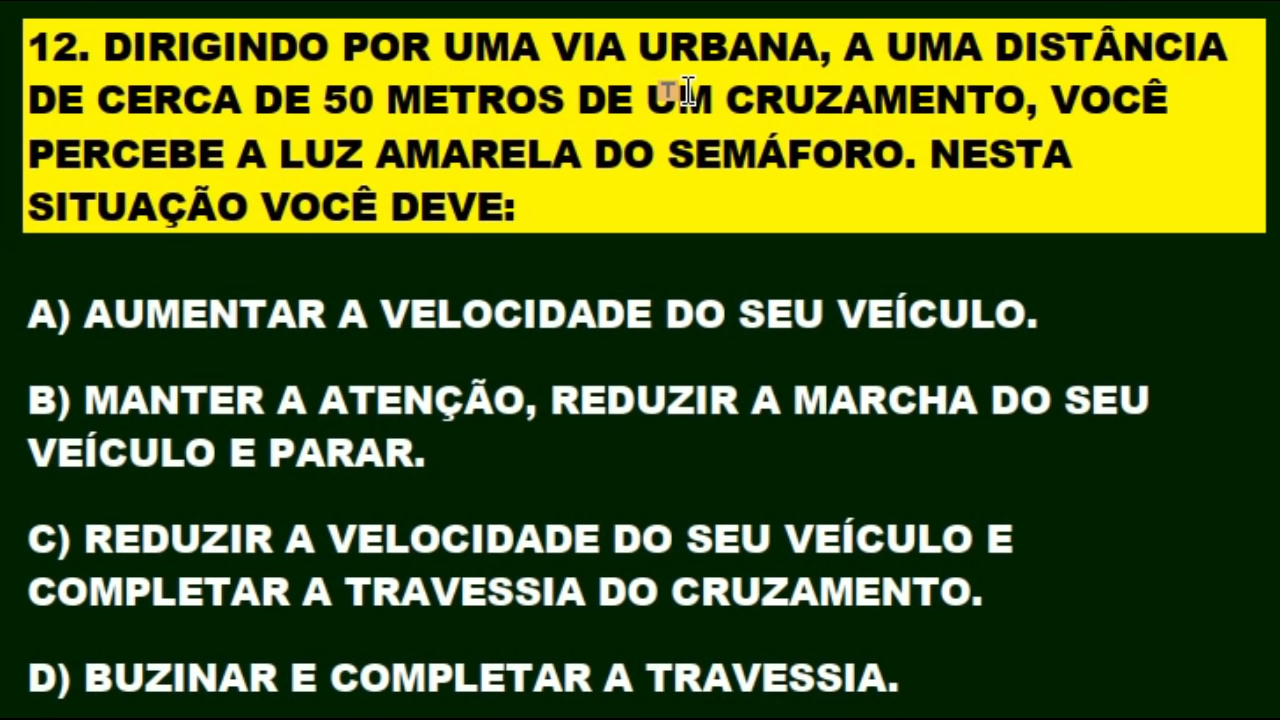 12. DIRIGINDO POR UMA VIA URBANA, A UMA DISTÂNCIA
DE CERCA DE 50 METROS DE UM CRUZAMENTO, VOCÊ
PERCEBE A LUZ AMARELA DO SEMÁFORO. NESTA
SITUAÇÃO VOCÊ DEVE:
A) AUMENTAR A VELOCIDADE DO SEU VEÍCULO.
B) MANTER A ATENÇÃO, REDUZIR A MARCHA DO SEU
VEÍCULO E PARAR.
C) REDUZIR A VELOCIDADE DO SEU VEÍCULO E
COMPLETAR A TRAVESSIA DO CRUZAMENTO.
D) BUZINAR E COMPLETAR A TRAVESSIA.